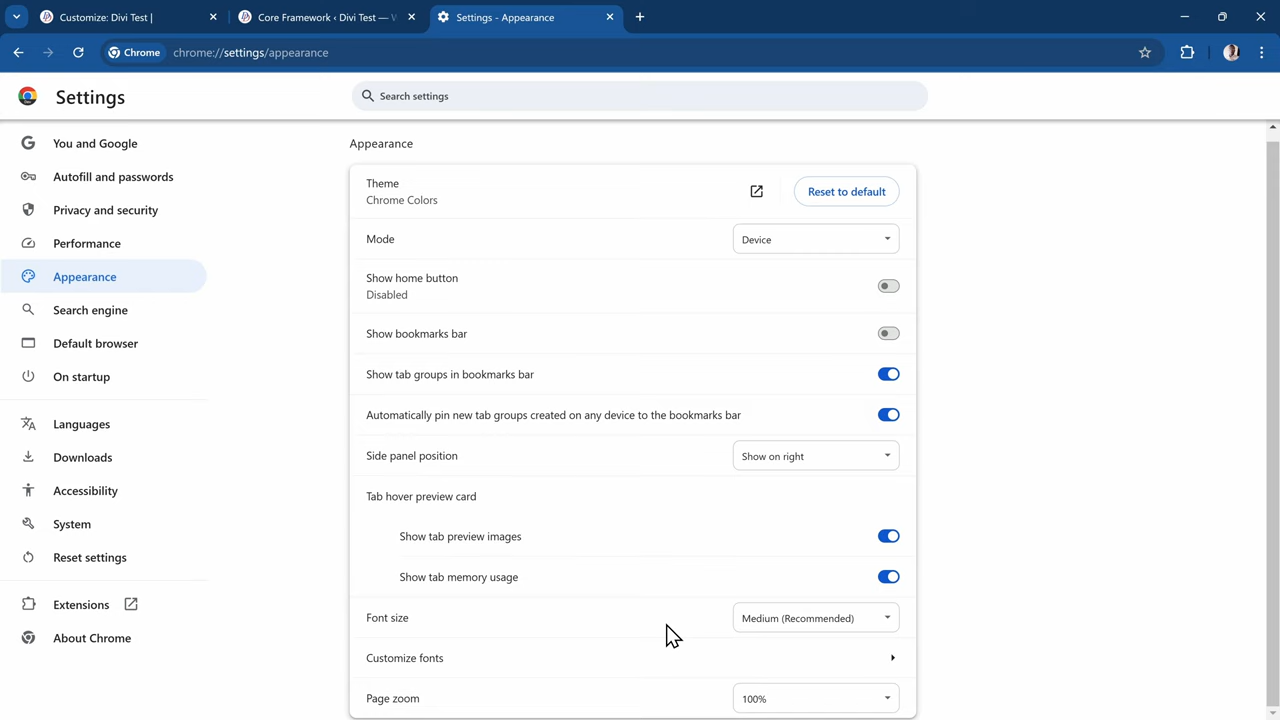 Customize: Divi Test |
Core Framework ‹ Divi Test — W
Settings - Appearance
Chrome
chrome://settings/appearance
Settings
Search settings
You and Google
Autofill and passwords
Privacy and security
Performance
Appearance
Search engine
Default browser
On startup
Languages
Downloads
Accessibility
System
Reset settings
Extensions
About Chrome
Appearance
Theme
Chrome Colors
Reset to default
Mode
Device
Show home button
Disabled
Show bookmarks bar
Show tab groups in bookmarks bar
Automatically pin new tab groups created on any device to the bookmarks bar
Side panel position
Show on right
Tab hover preview card
Show tab preview images
Show tab memory usage
Font size
Medium (Recommended)
Customize fonts
Page zoom
100%